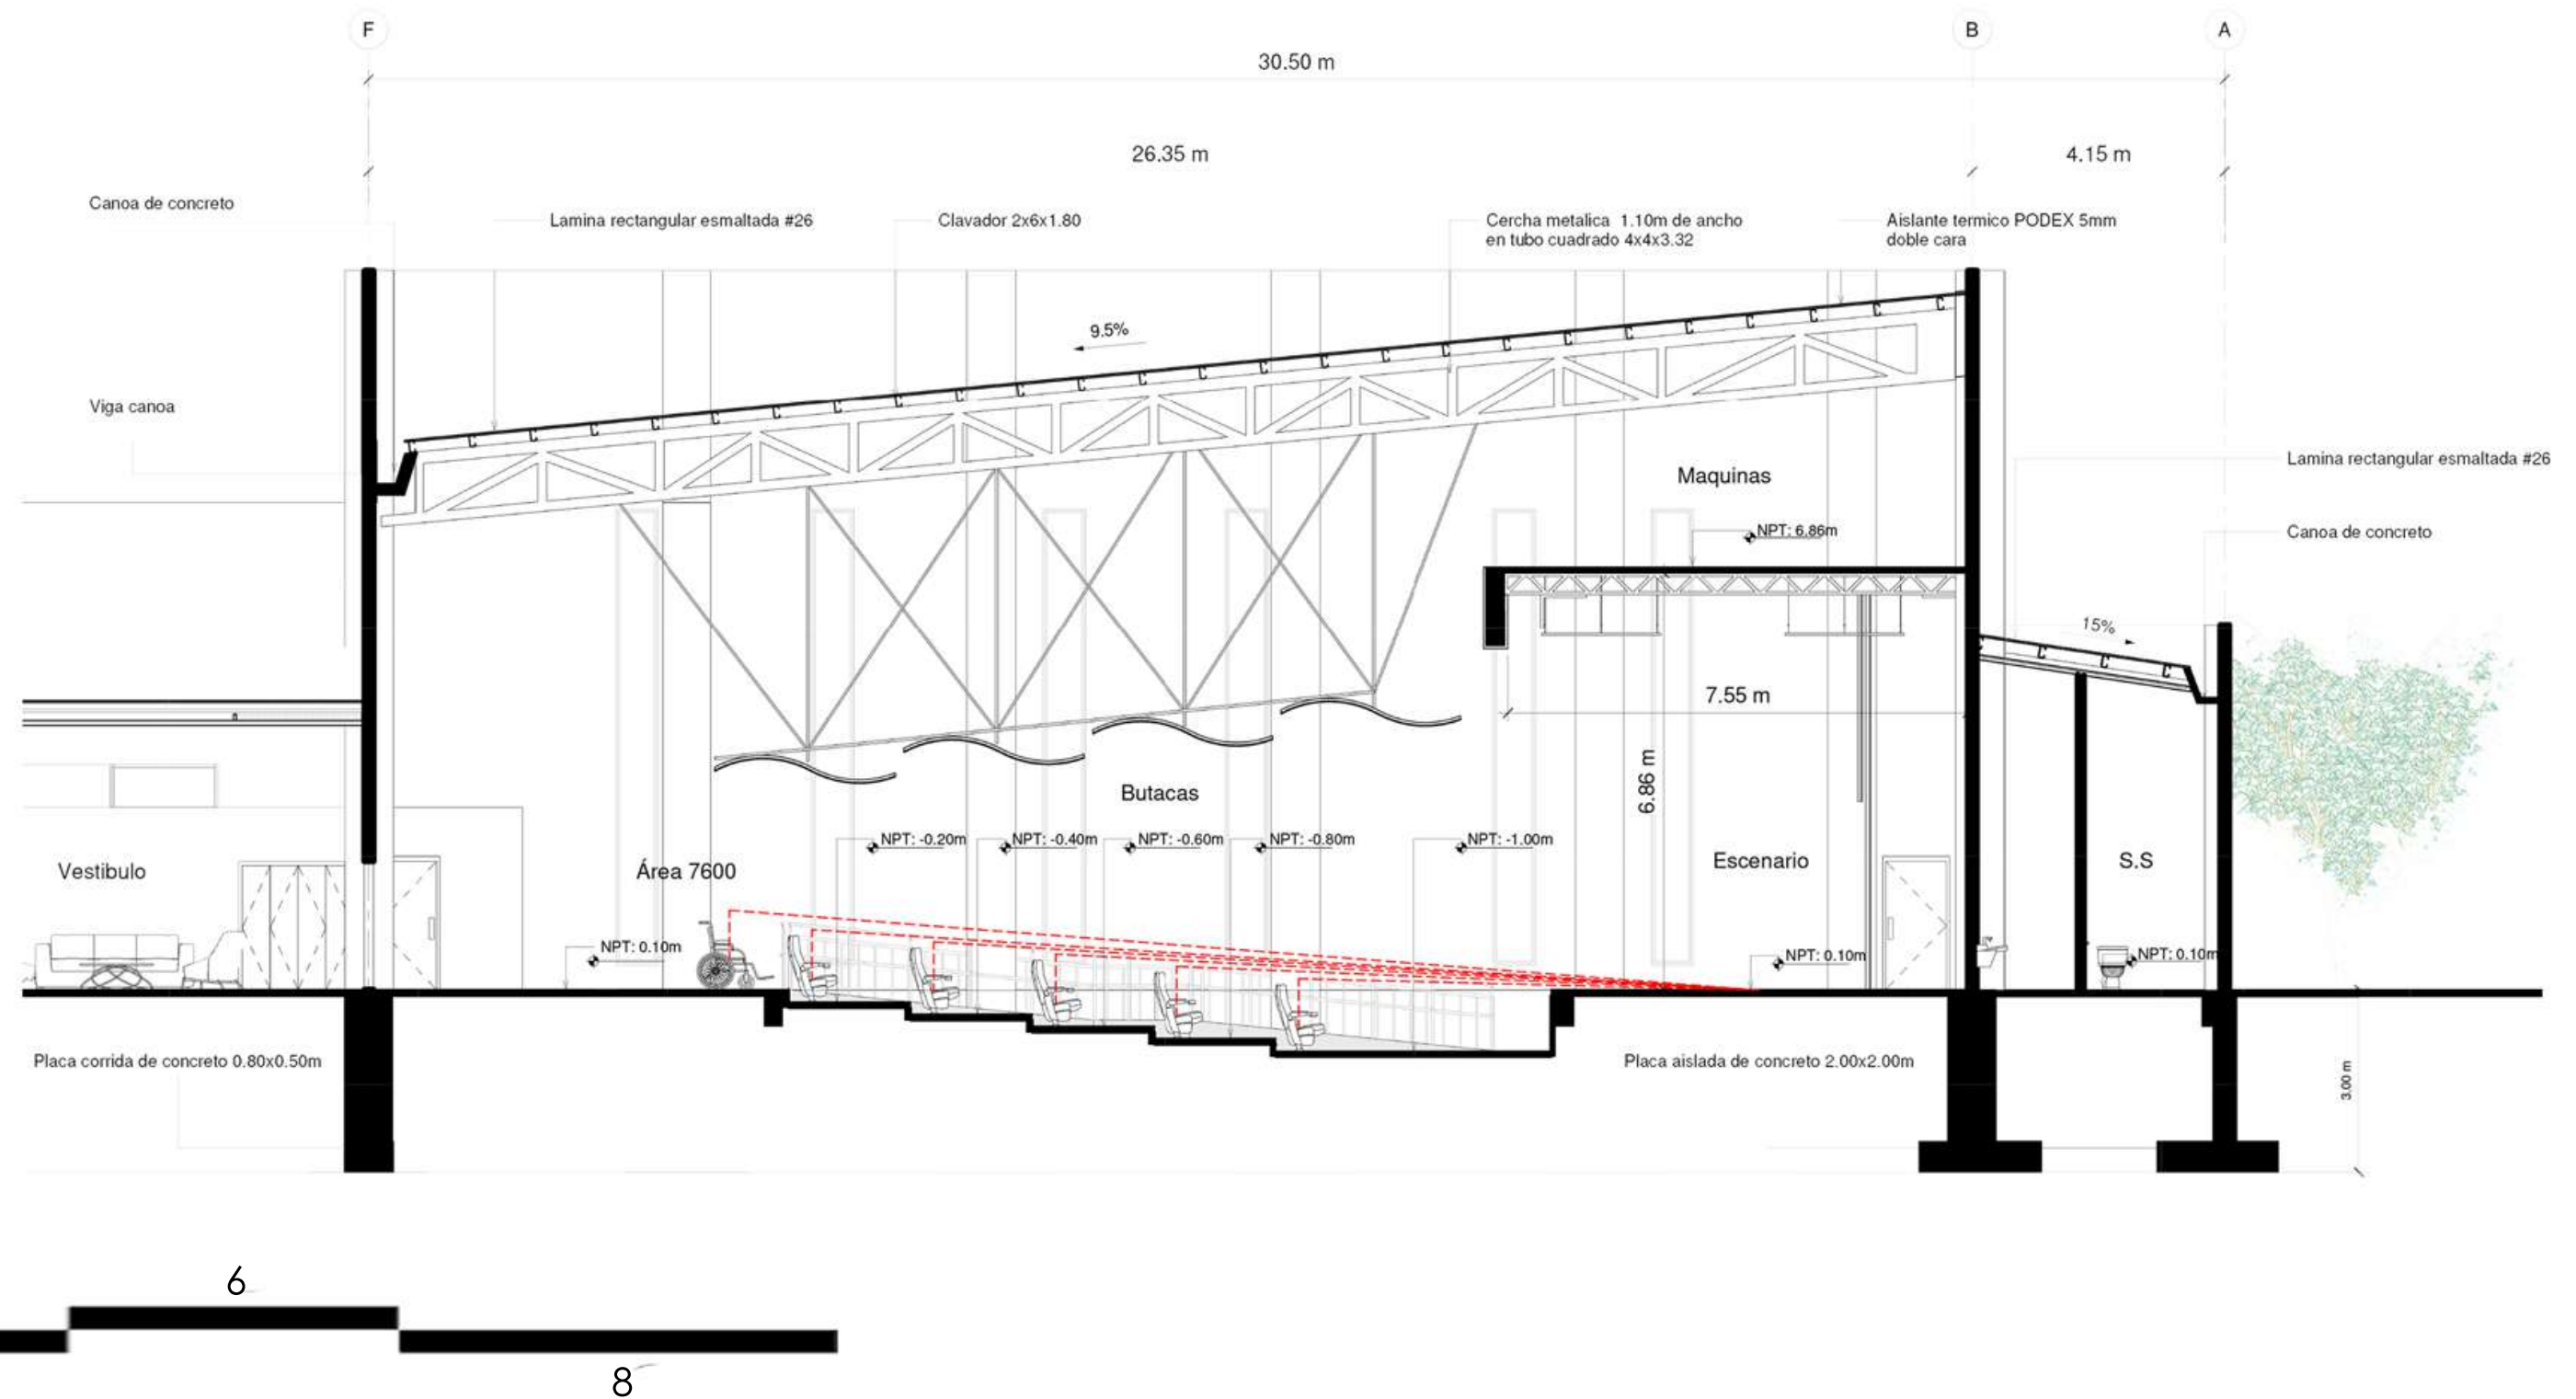 F
B
A
30.50 m
26.35 m
4.15 m
Canoa de concreto
Lamina rectangular esmaltada #26
Clavador 2x6x1.80
Cercha metalica 1.10m de ancho
en tubo cuadrado 4x4x3.32
Aislante termico PODEX 5mm
doble cara
9.5%
Viga canoa
Maquinas
Lamina rectangular esmaltada #26
NPT: 6.86m
Canoa de concreto
15%
7.55 m
6.86 m
Butacas
NPT: -0.20m
NPT: -0.40m
NPT: -0.60m
NPT: -0.80m
NPT: -1.00m
Vestibulo
Área 7600
Escenario
S.S
NPT: 0.10m
NPT: 0.10m
NPT: 0.10m
Placa corrida de concreto 0.80x0.50m
Placa aislada de concreto 2.00x2.00m
3.00 m
6
8